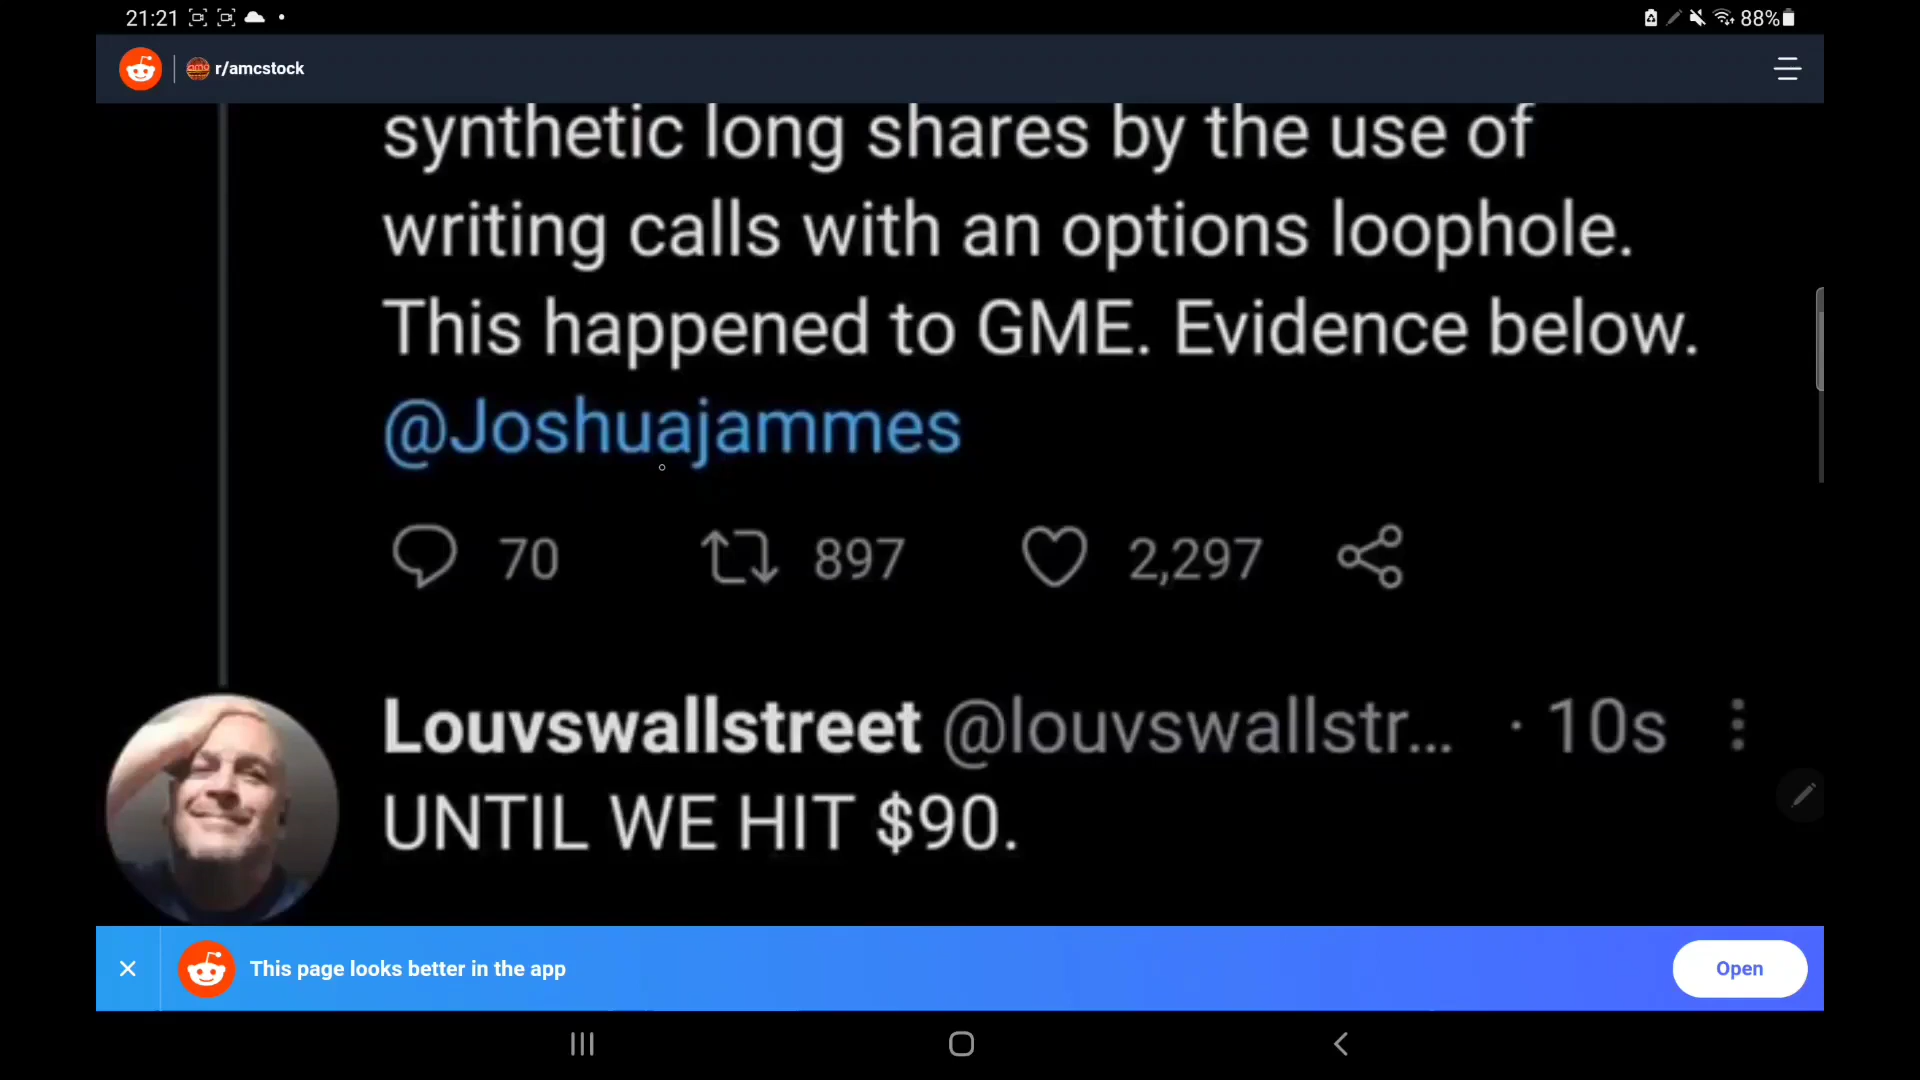 21:21
88%
r/amcstock
synthetic long shares by the use of
writing calls with an options loophole.
This happened to GME. Evidence below.
@Joshuajammes
70 897 2,297
Louvswallstreet @louvswallstr... · 10s
UNTIL WE HIT $90.
This page looks better in the app
Open